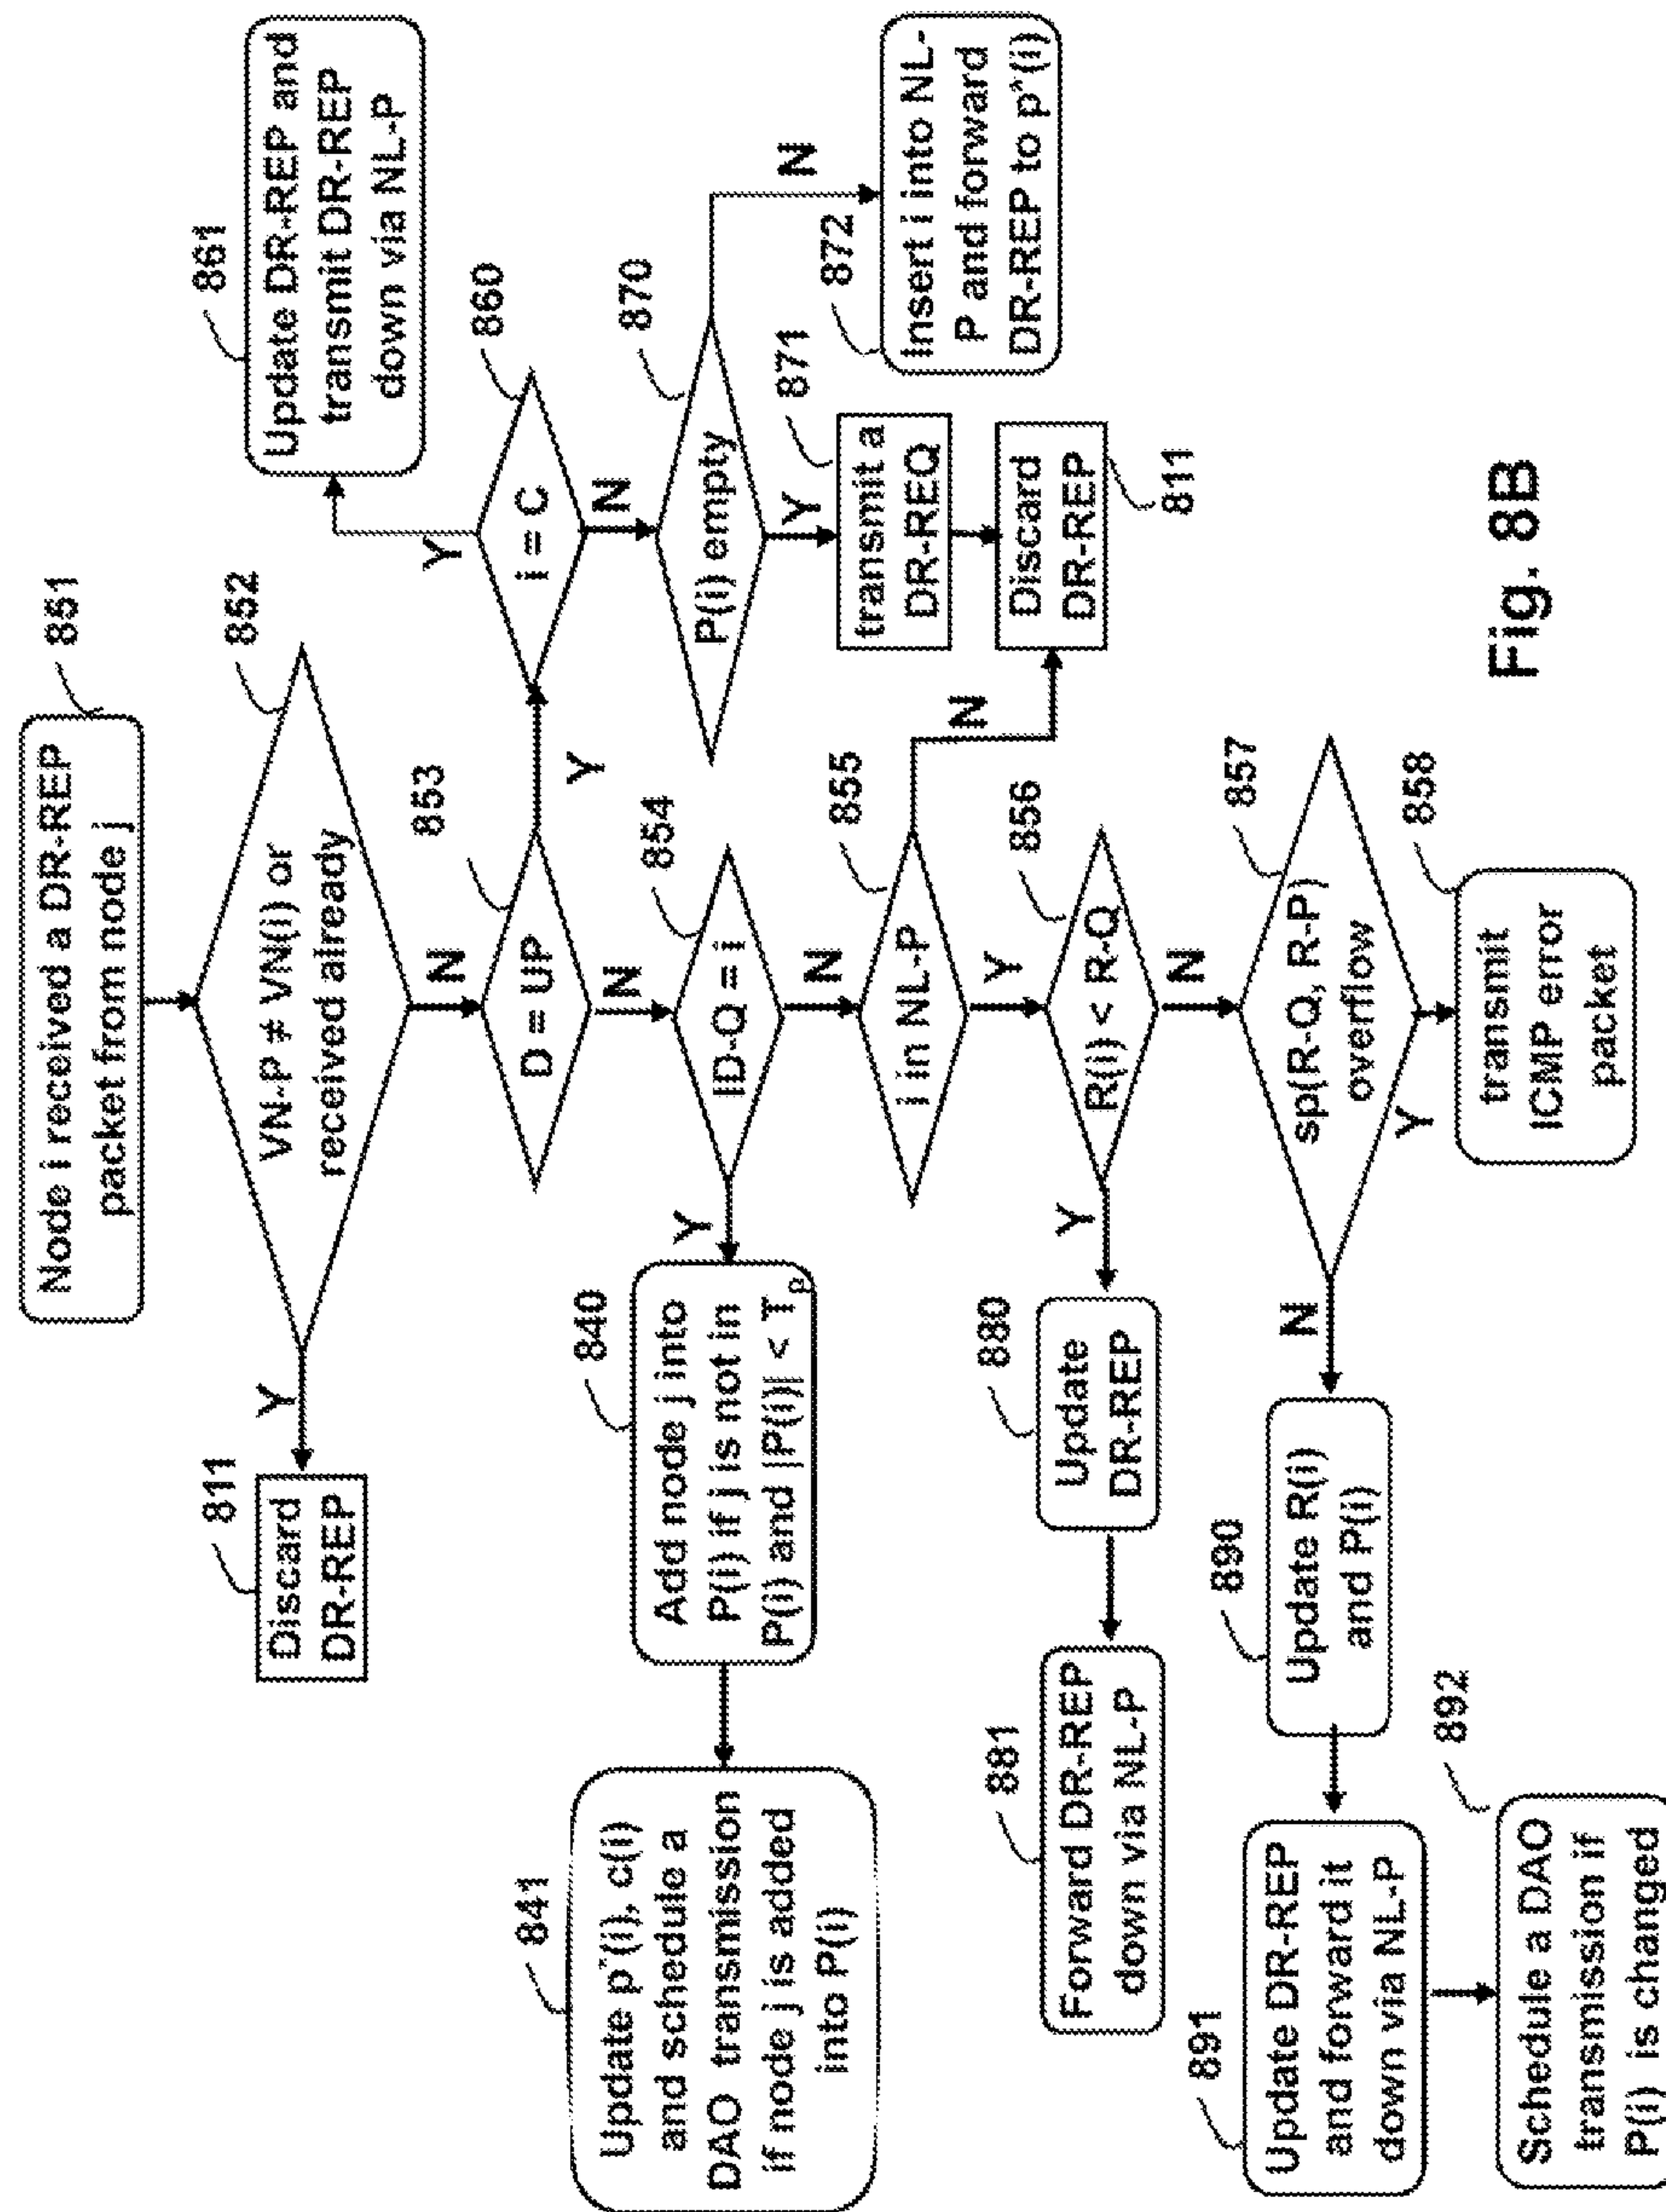 851
Node i received a DR-REP
packet from node j
852
VN-P ≠ VN(i) or
received already
Y
811
Discard
DR-REP
N
853
D = UP
Y
860
i = C
Y
861
Update DR-REP and
transmit DR-REP
down via NL-P
N
870
P(i) empty
N
872
Insert i into NL-
P and forward
DR-REP to p*(i)
Y
871
transmit a
DR-REQ
Discard
DR-REP
811
N
854
ID-Q = i
Y
840
Add node j into
P(i) if j is not in
P(i) and |P(i)| < Tp
841
Update p*(i), c(i)
and schedule a
DAO transmission
if node j is added
into P(i)
N
855
i in NL-P
N
Y
856
R(i) < R-Q
Y
880
Update
DR-REP
881
Forward DR-REP
down via NL-P
N
857
sp(R-Q, R-P)
overflow
Y
858
transmit
ICMP error
packet
N
890
Update R(i)
and P(i)
891
Update DR-REP
and forward it
down via NL-P
892
Schedule a DAO
transmission if
P(i) is changed
Fig. 8B